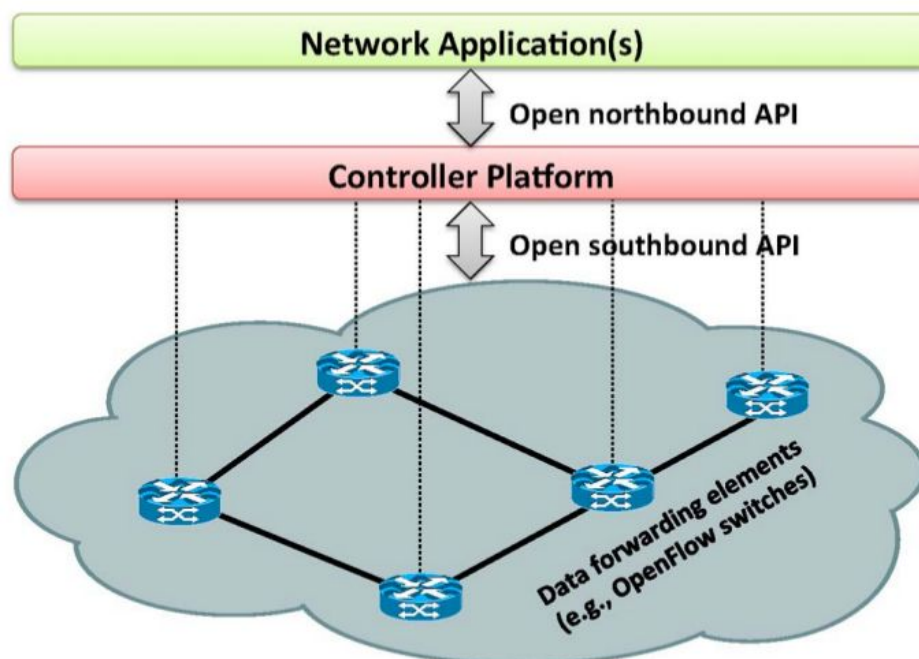 Network Application(s)
Open northbound API
Controller Platform
Open southbound API
Data forwarding elements
(e.g., OpenFlow switches)